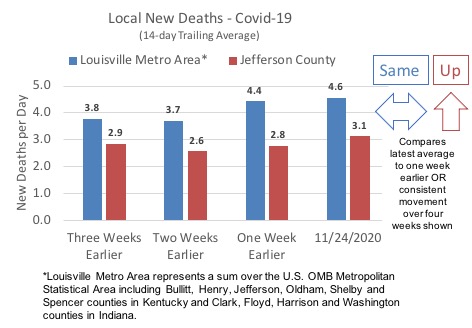 Local New Deaths - Covid-19
(14-day Trailing Average)
Louisville Metro Area* Jefferson County
Same Up
5.0
4.0
3.0
2.0
1.0
0.0
New Deaths per Day
3.8 2.9 3.7 2.6 4.4 2.8 4.6 3.1
Three Weeks Earlier
Two Weeks Earlier
One Week Earlier
11/24/2020
Compares
latest average
to one week
earlier OR
consistent
movement
over four
weeks shown
*Louisville Metro Area represents a sum over the U.S. OMB Metropolitan
Statistical Area including Bullitt, Henry, Jefferson, Oldham, Shelby and
Spencer counties in Kentucky and Clark, Floyd, Harrison and Washington
counties in Indiana.